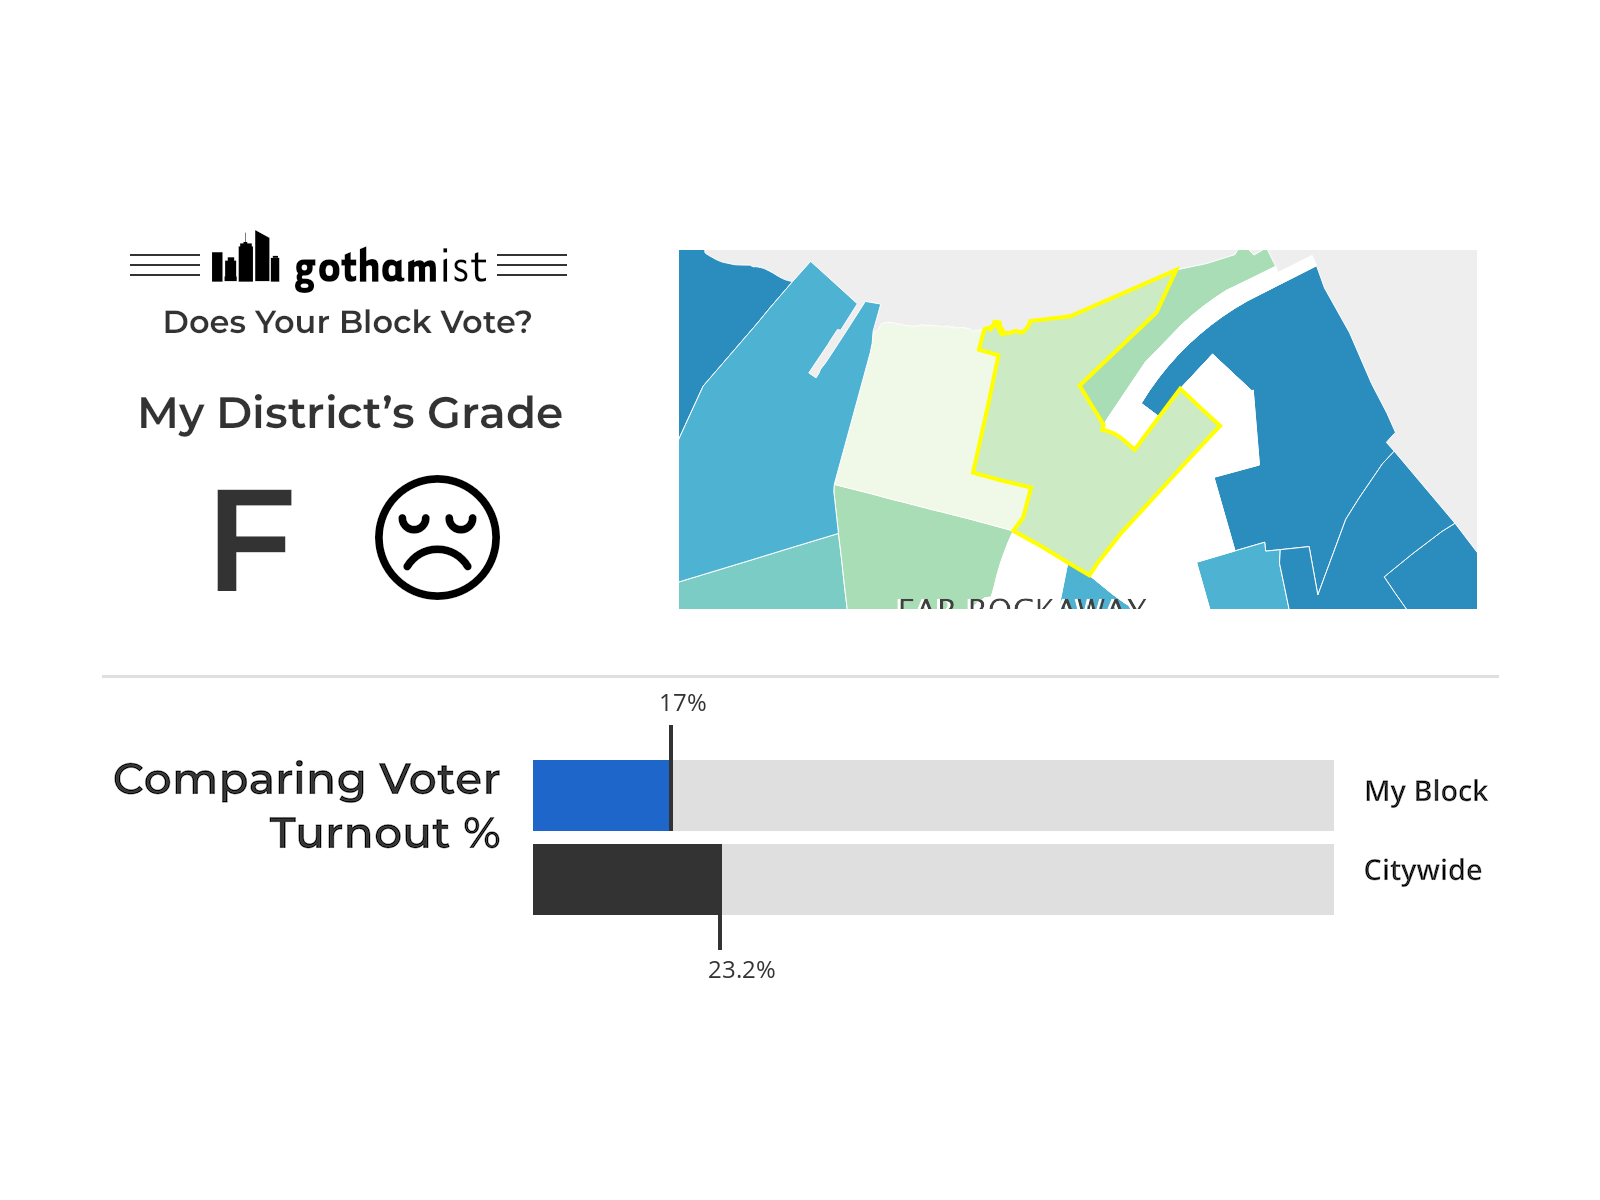 gothamist
Does Your Block Vote?
My District’s Grade
F
FAR ROCKAWAY
17%
Comparing Voter
Turnout %
My Block
Citywide
23.2%